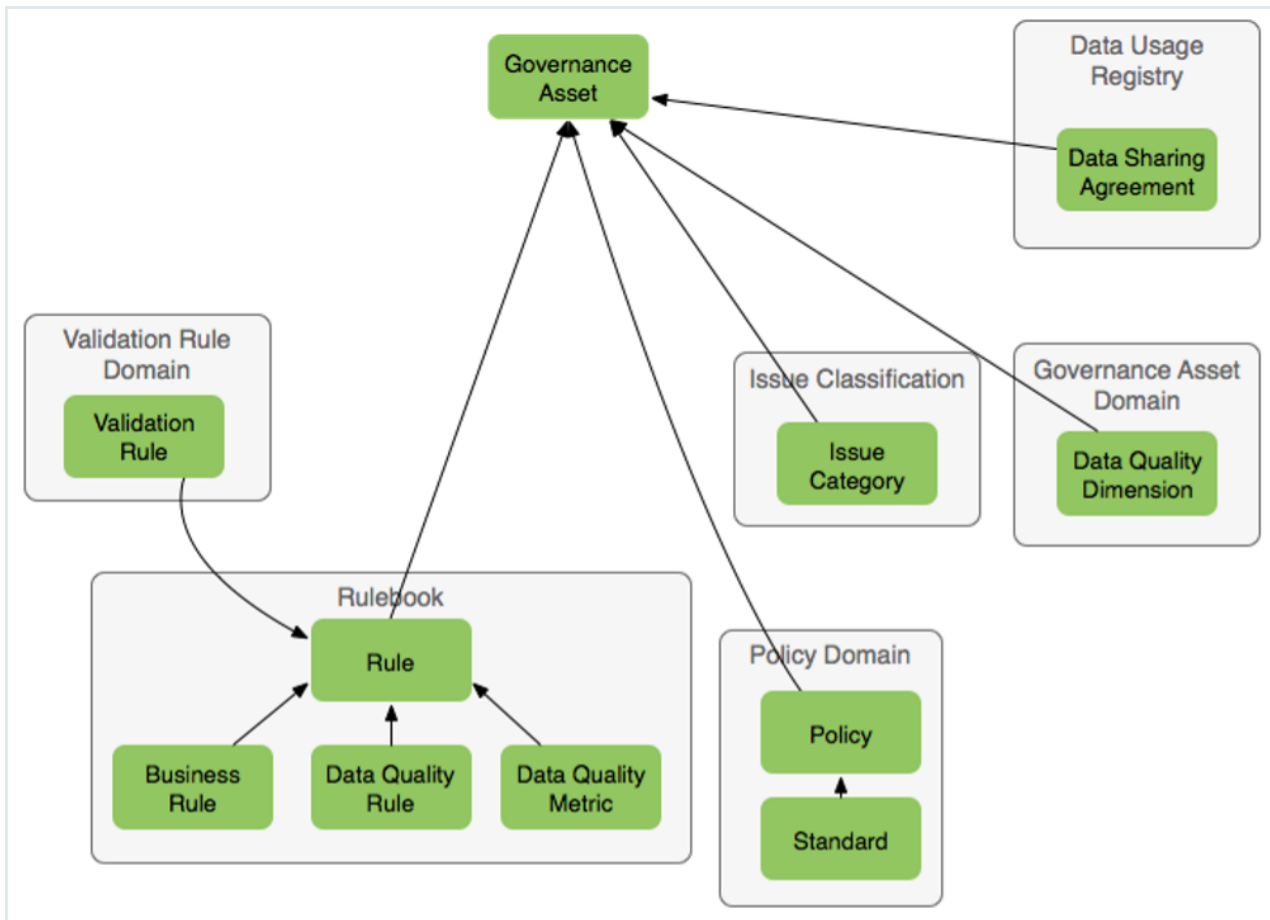 Governance
Asset
Data Usage
Registry
Data Sharing
Agreement
Validation Rule
Domain
Validation
Rule
Issue Classification
Issue
Category
Governance Asset
Domain
Data Quality
Dimension
Rulebook
Rule
Business
Rule
Data Quality
Rule
Data Quality
Metric
Policy Domain
Policy
Standard